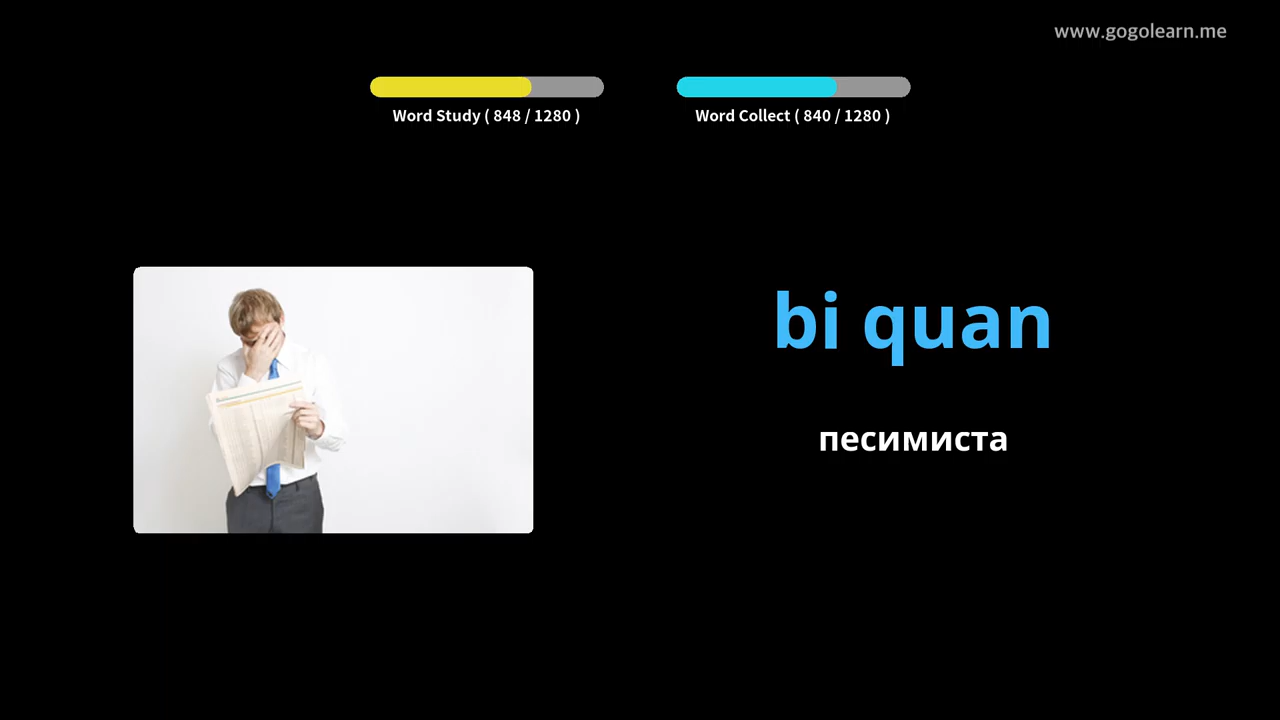 www.gogolearn.me
Word Study ( 848 / 1280 )
Word Collect ( 840 / 1280 )
bi quan
песимиста